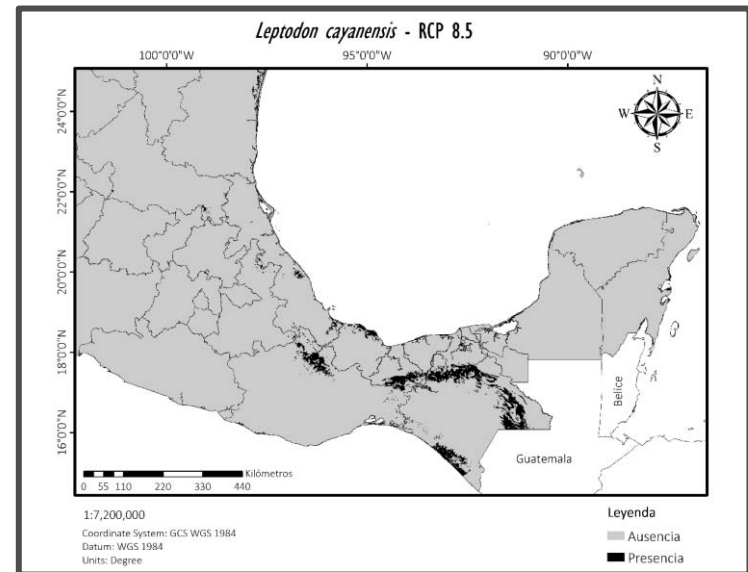 Leptodon cayanensis - RCP 8.5
100°0'0"W 95°0'0"W 90°0'0"W
24°0'0"N
22°0'0"N
20°0'0"N
18°0'0"N
16°0'0"N
N
W E
S
Belice
Guatemala
Kilómetros
0 55 110 220 330 440
1:7,200,000
Coordinate System: GCS WGS 1984
Datum: WGS 1984
Units: Degree
Leyenda
Ausencia
Presencia